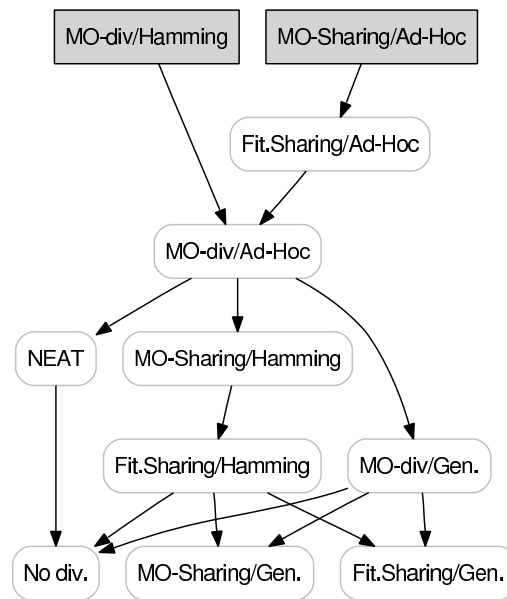 MO-div/Hamming
MO-Sharing/Ad-Hoc
Fit.Sharing/Ad-Hoc
MO-div/Ad-Hoc
NEAT
MO-Sharing/Hamming
Fit.Sharing/Hamming
MO-div/Gen.
No div.
MO-Sharing/Gen.
Fit.Sharing/Gen.